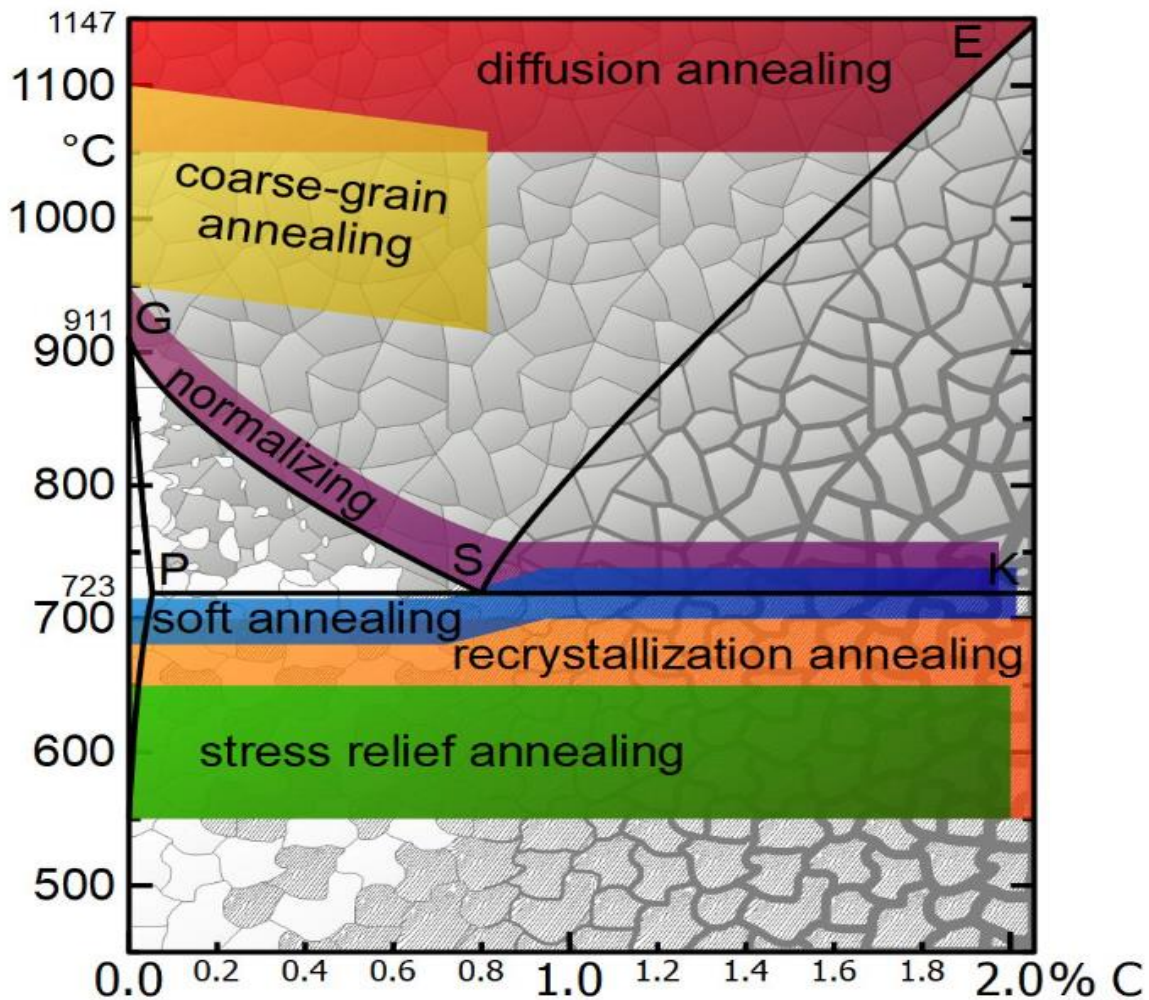 1147
E
diffusion annealing
1100
°C
coarse-grain
annealing
1000
G
911
900
normalizing
800
S
P
K
723
700
soft annealing
recrystallization annealing
600
stress relief annealing
500
0.0 0.2 0.4 0.6 0.8 1.0 1.2 1.4 1.6 1.8 2.0 % C